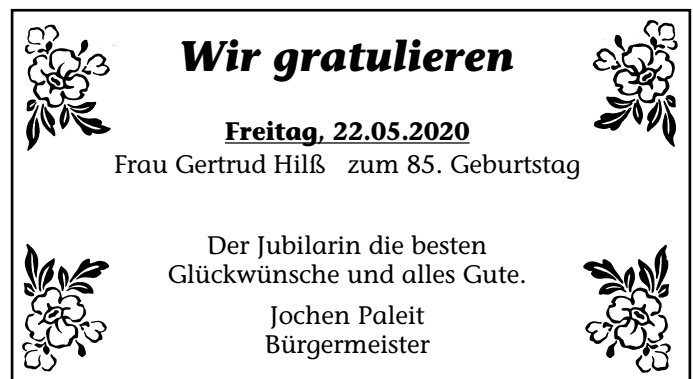 Wir gratulieren
Freitag, 22.05.2020
Frau Gertrud Hilß zum 85. Geburtstag
Der Jubilarin die besten
Glückwünsche und alles Gute.
Jochen Paleit
Bürgermeister